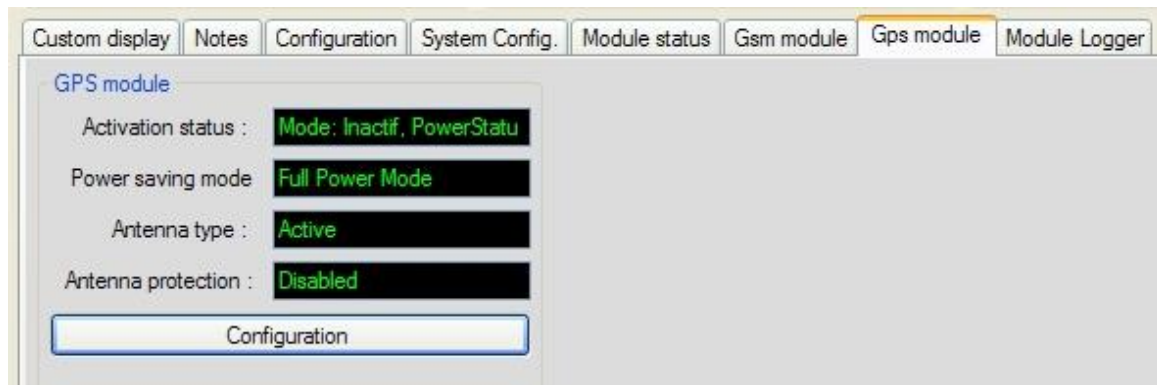 Custom display Notes Configuration System Config. Module status Gsm module Gps module Module Logger
GPS module
Activation status : Mode: Inactif, PowerStatu
Power saving mode Full Power Mode
Antenna type : Active
Antenna protection : Disabled
Configuration